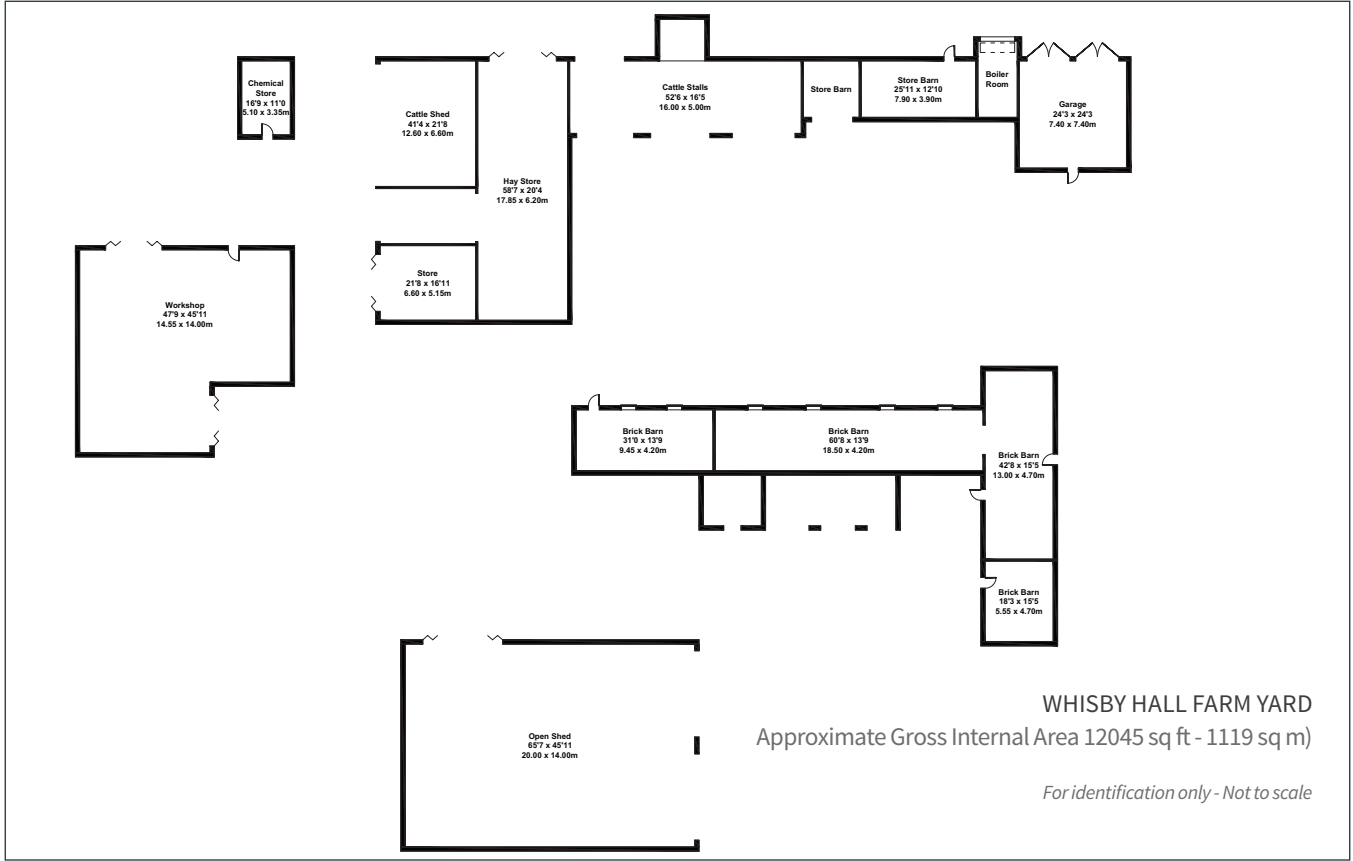 Chemical
Store
16'9 x 11'0
5.10 x 3.35m
Cattle Shed
41'4 x 21'8
12.60 x 6.60m
Hay Store
58'7 x 20'4
17.85 x 6.20m
Cattle Stalls
52'6 x 16'5
16.00 x 5.00m
Store Barn
Store Barn
25'11 x 12'10
7.90 x 3.90m
Boiler
Room
Garage
24'3 x 24'3
7.40 x 7.40m
Workshop
47'9 x 45'11
14.55 x 14.00m
Store
21'8 x 16'11
6.60 x 5.15m
Brick Barn
31'0 x 13'9
9.45 x 4.20m
Brick Barn
60'8 x 13'9
18.50 x 4.20m
Brick Barn
42'8 x 15'5
13.00 x 4.70m
Brick Barn
18'3 x 15'5
5.55 x 4.70m
Open Shed
65'7 x 45'11
20.00 x 14.00m
WHISBY HALL FARM YARD
Approximate Gross Internal Area 12045 sq ft - 1119 sq m)
For identification only - Not to scale